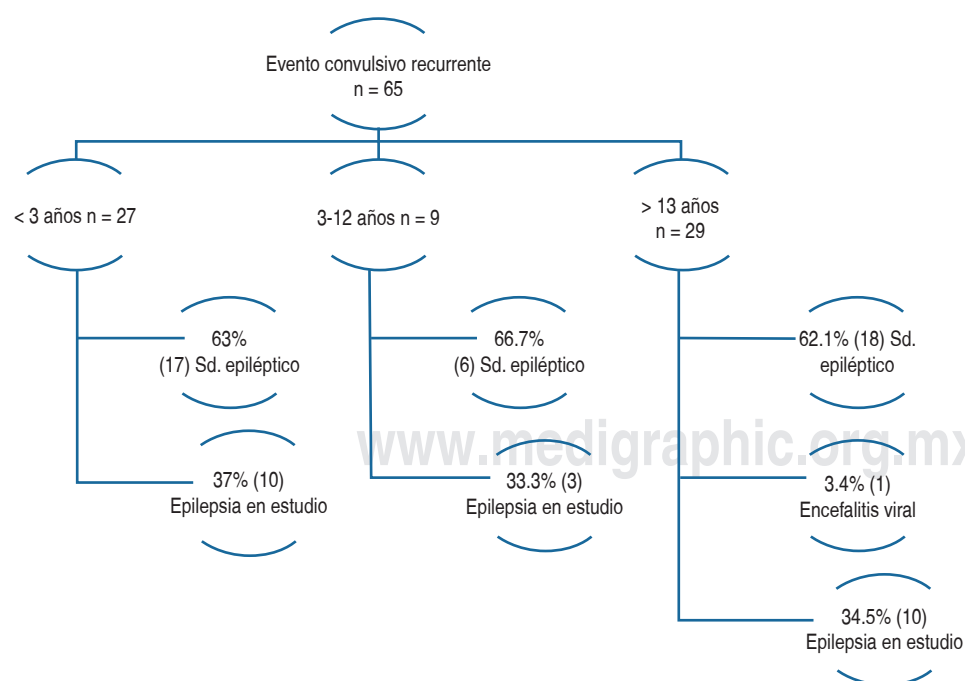 Evento convulsivo recurrente
n = 65
< 3 años n = 27
3-12 años n = 9
> 13 años
n = 29
63%
(17) Sd. epiléptico
66.7%
(6) Sd. epiléptico
62.1% (18) Sd.
epiléptico
www.medigraphic.org.mx
37% (10)
Epilepsia en estudio
33.3% (3)
Epilepsia en estudio
3.4% (1)
Encefalitis viral
34.5% (10)
Epilepsia en estudio